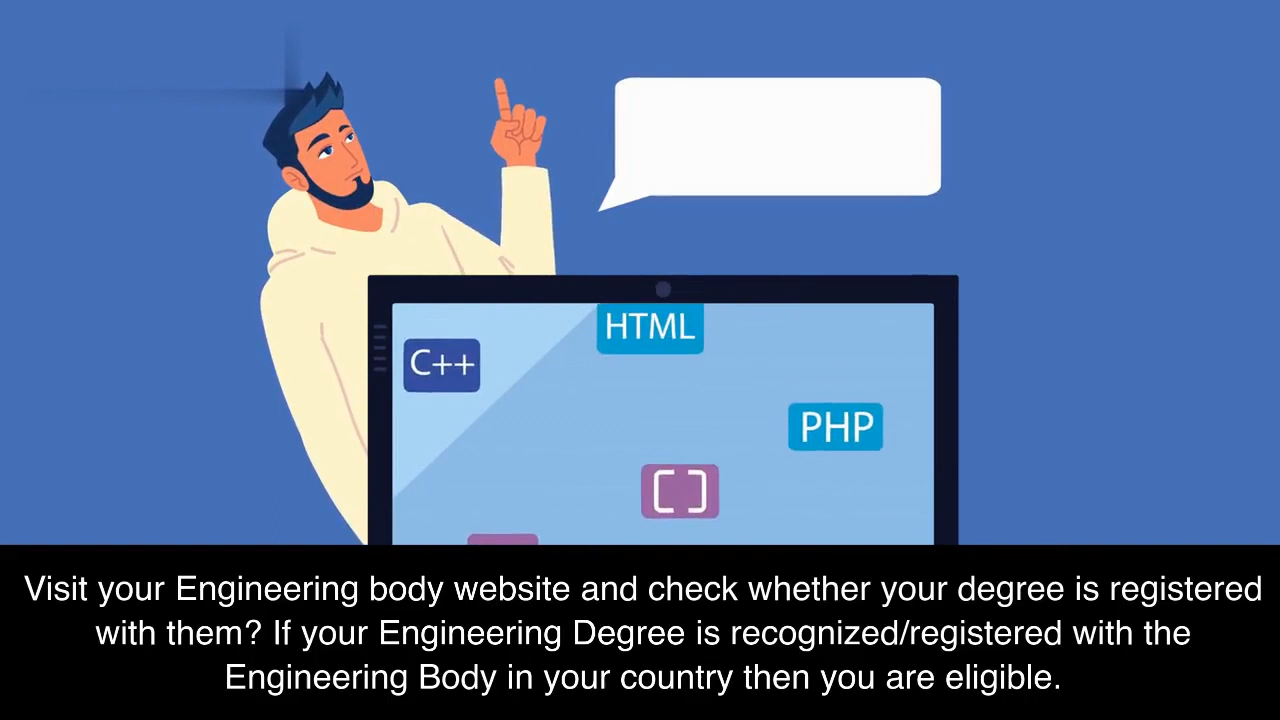 HTML
C++
PHP
[ ]
Visit your Engineering body website and check whether your degree is registered
with them? If your Engineering Degree is recognized/registered with the
Engineering Body in your country then you are eligible.